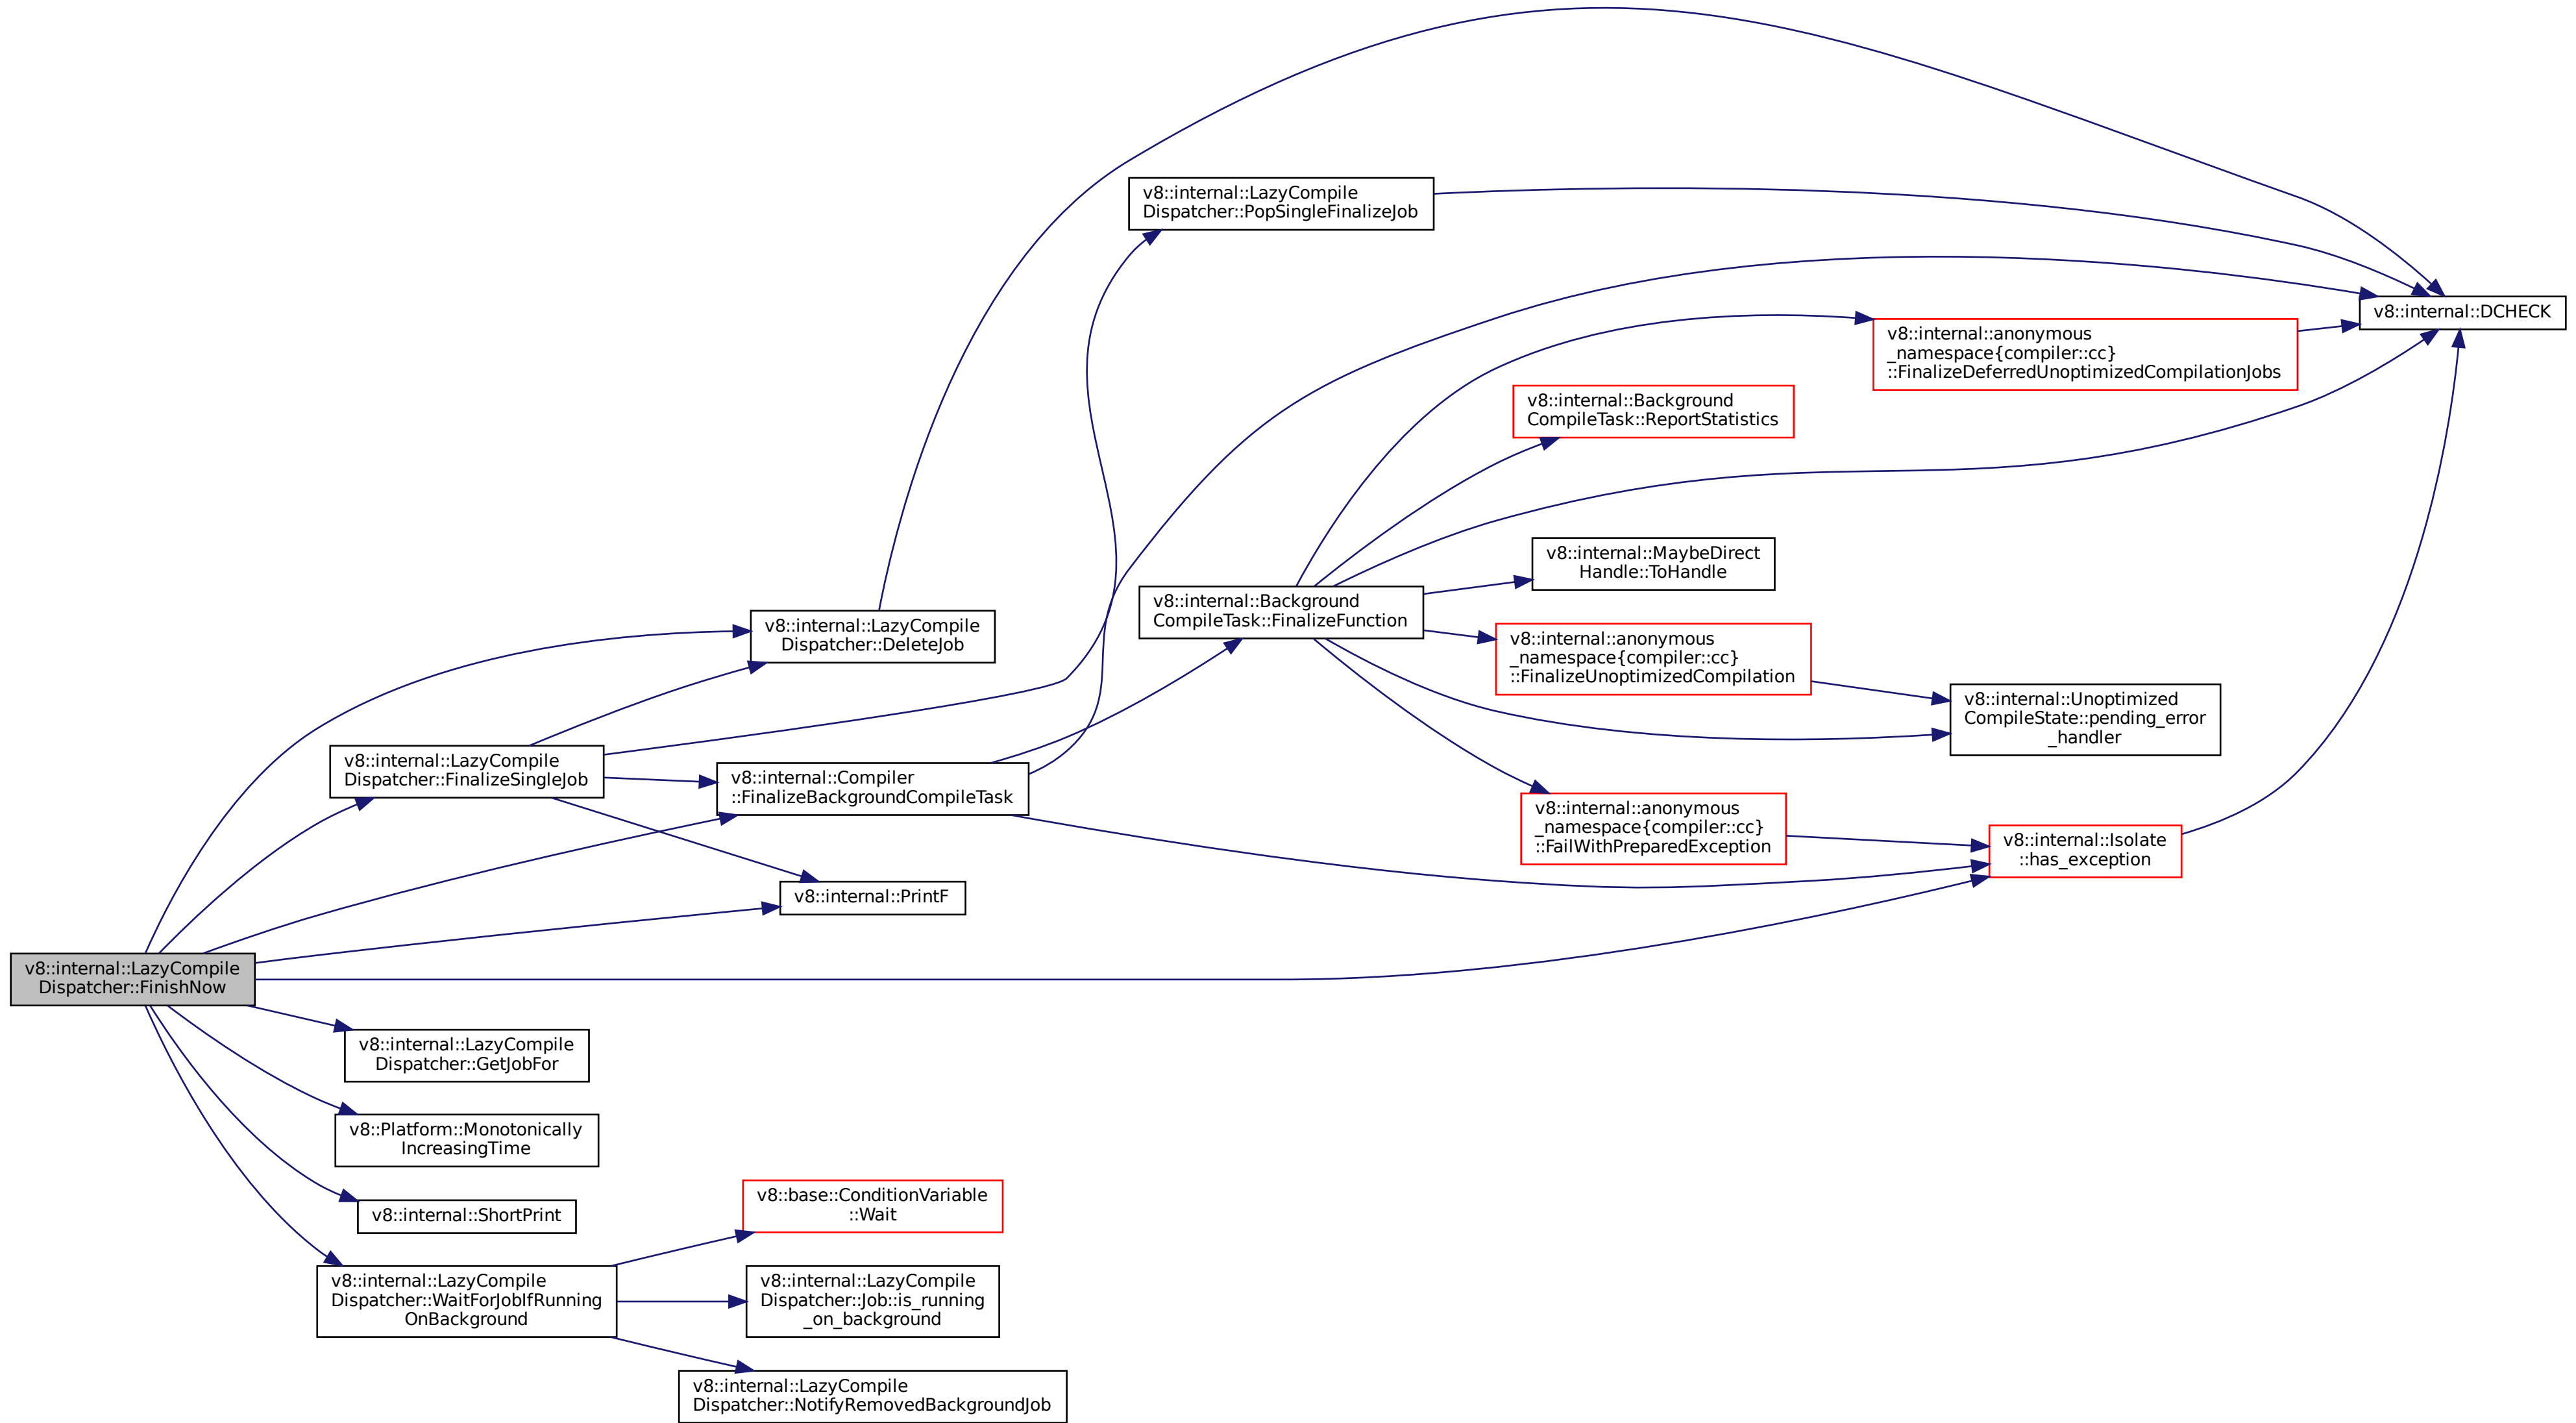 v8::internal::LazyCompile
Dispatcher::PopSingleFinalizeJob
v8::internal::DCHECK
v8::internal::anonymous
_namespace{compiler::cc}
::FinalizeDeferredUnoptimizedCompilationJobs
v8::internal::Background
CompileTask::ReportStatistics
v8::internal::MaybeDirect
Handle::ToHandle
v8::internal::Background
CompileTask::FinalizeFunction
v8::internal::LazyCompile
Dispatcher::DeleteJob
v8::internal::anonymous
_namespace{compiler::cc}
::FinalizeUnoptimizedCompilation
v8::internal::Unoptimized
CompileState::pending_error
_handler
v8::internal::LazyCompile
Dispatcher::FinalizeSingleJob
v8::internal::Compiler
::FinalizeBackgroundCompileTask
v8::internal::anonymous
_namespace{compiler::cc}
::FailWithPreparedException
v8::internal::Isolate
::has_exception
v8::internal::PrintF
v8::internal::LazyCompile
Dispatcher::FinishNow
v8::internal::LazyCompile
Dispatcher::GetJobFor
v8::Platform::Monotonically
IncreasingTime
v8::internal::ShortPrint
v8::base::ConditionVariable
::Wait
v8::internal::LazyCompile
Dispatcher::WaitForJobIfRunning
OnBackground
v8::internal::LazyCompile
Dispatcher::Job::is_running
_on_background
v8::internal::LazyCompile
Dispatcher::NotifyRemovedBackgroundJob